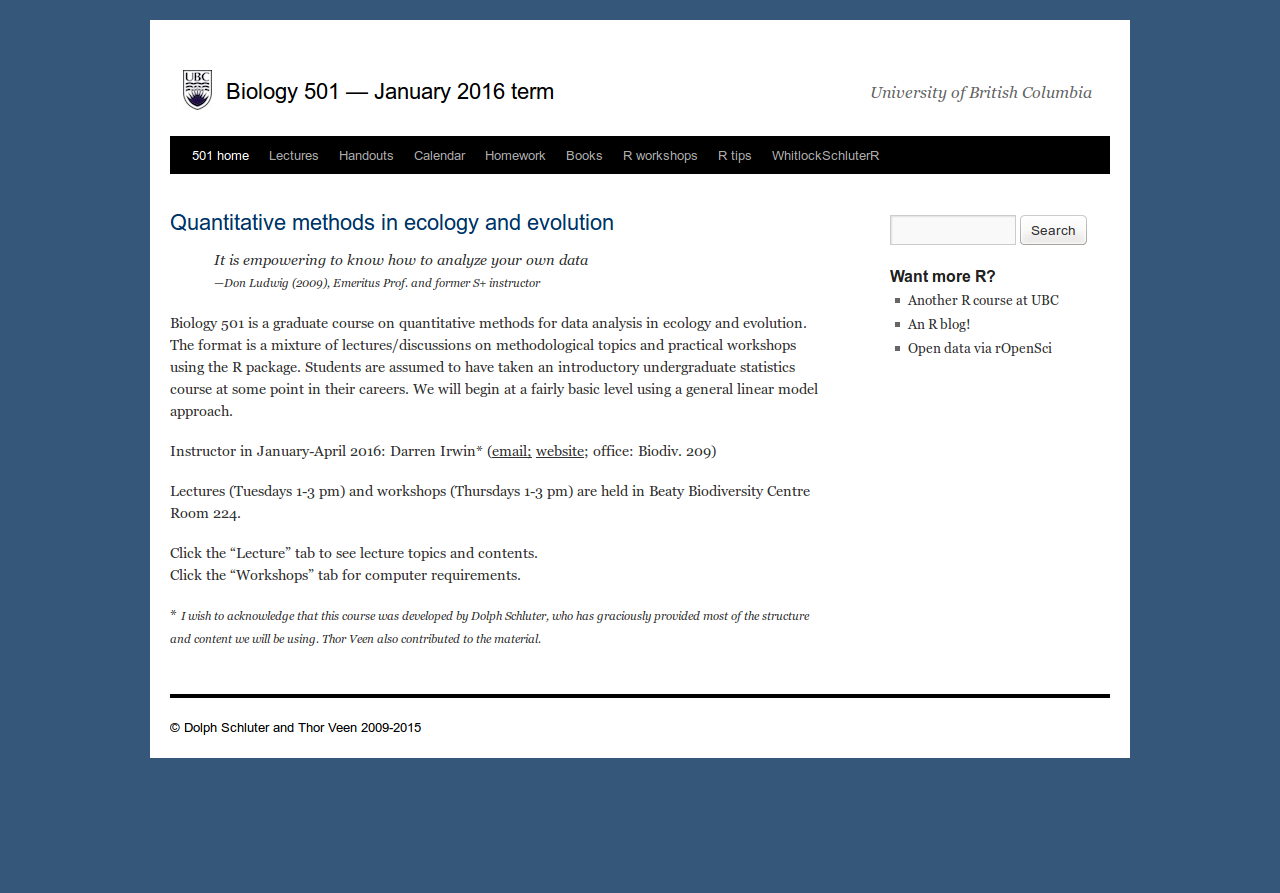 UBC
Biology 501 — January 2016 term
University of British Columbia
501 home Lectures Handouts Calendar Homework Books R workshops R tips WhitlockSchluterR
Quantitative methods in ecology and evolution
It is empowering to know how to analyze your own data
—Don Ludwig (2009), Emeritus Prof. and former S+ instructor
Biology 501 is a graduate course on quantitative methods for data analysis in ecology and evolution.
The format is a mixture of lectures/discussions on methodological topics and practical workshops
using the R package. Students are assumed to have taken an introductory undergraduate statistics
course at some point in their careers. We will begin at a fairly basic level using a general linear model
approach.
Instructor in January-April 2016: Darren Irwin* (email; website; office: Biodiv. 209)
Lectures (Tuesdays 1-3 pm) and workshops (Thursdays 1-3 pm) are held in Beaty Biodiversity Centre
Room 224.
Click the “Lecture” tab to see lecture topics and contents.
Click the “Workshops” tab for computer requirements.
* I wish to acknowledge that this course was developed by Dolph Schluter, who has graciously provided most of the structure
and content we will be using. Thor Veen also contributed to the material.
Search
Want more R?
Another R course at UBC
An R blog!
Open data via rOpenSci
© Dolph Schluter and Thor Veen 2009-2015